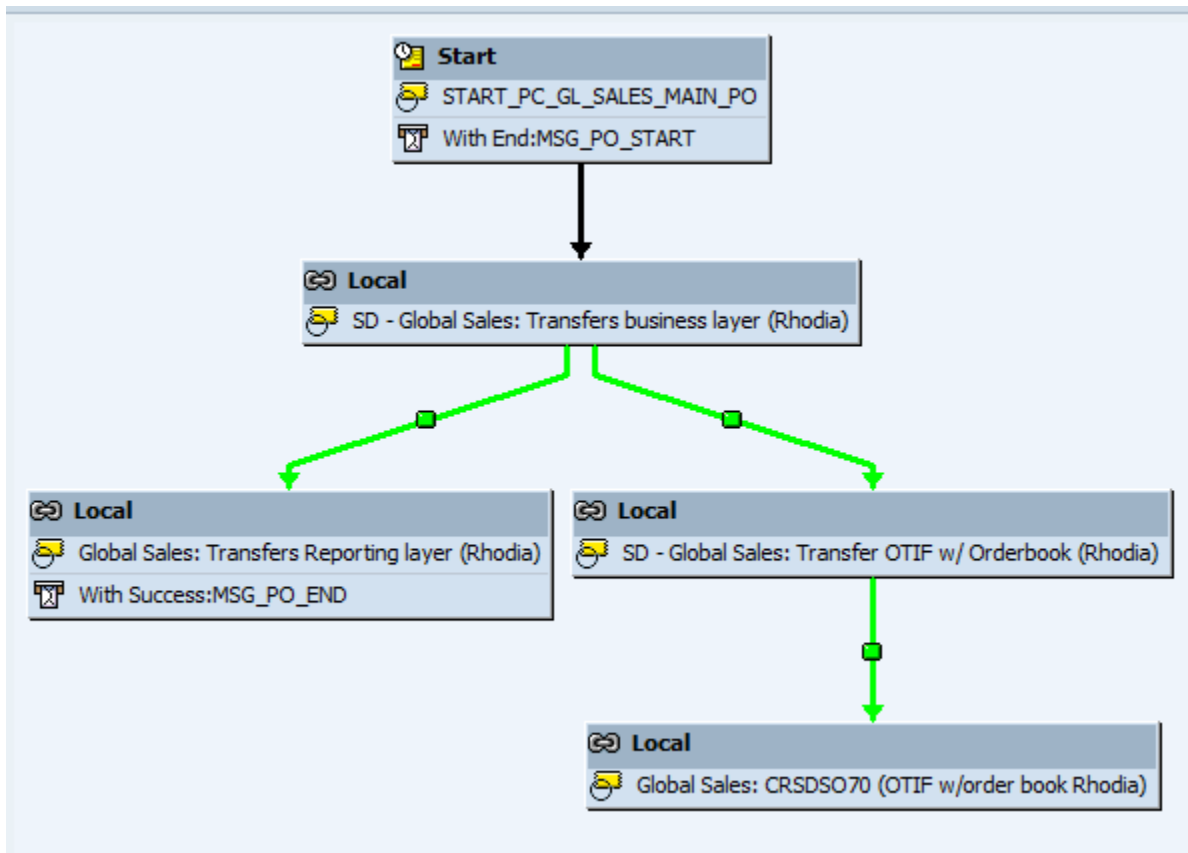 Start
START_PC_GL_SALES_MAIN_PO
With End:MSG_PO_START
Local
SD - Global Sales: Transfers business layer (Rhodia)
Local
Global Sales: Transfers Reporting layer (Rhodia)
With Success:MSG_PO_END
Local
SD - Global Sales: Transfer OTIF w/ Orderbook (Rhodia)
Local
Global Sales: CRSDSO70 (OTIF w/order book Rhodia)